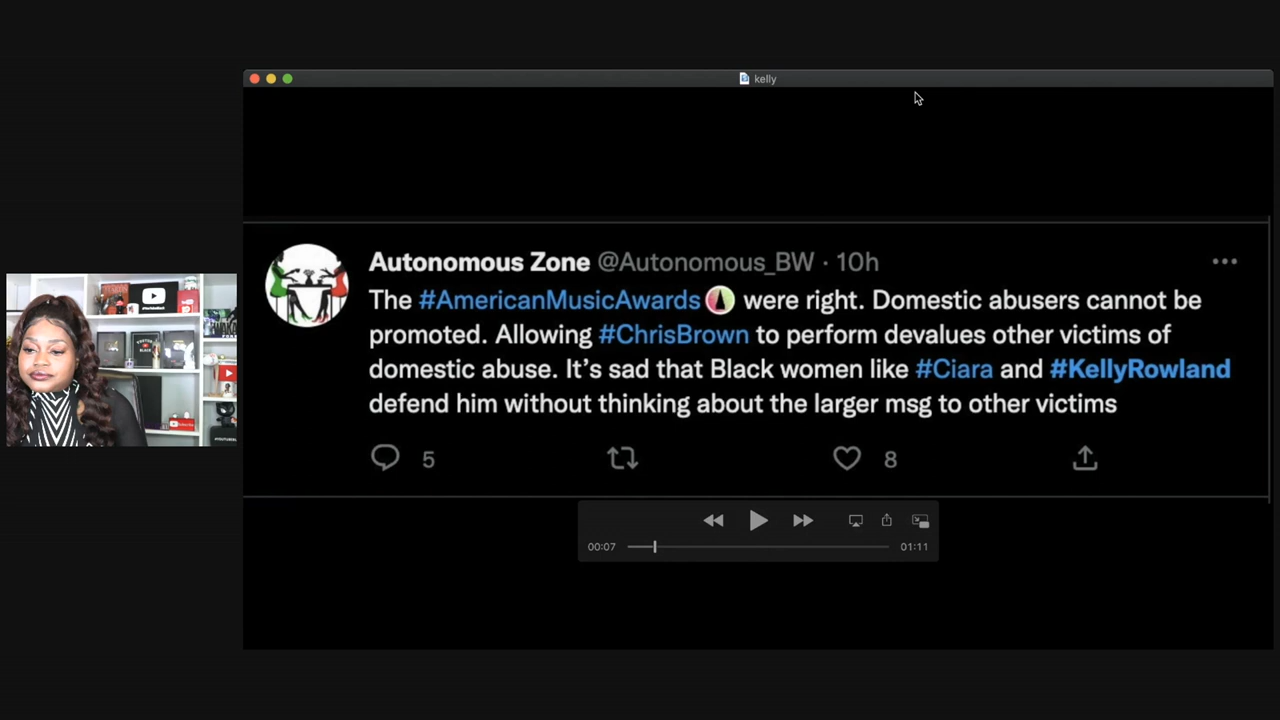 kelly
Autonomous Zone @Autonomous_BW · 10h
The #AmericanMusicAwards were right. Domestic abusers cannot be
promoted. Allowing #ChrisBrown to perform devalues other victims of
domestic abuse. It’s sad that Black women like #Ciara and #KellyRowland
defend him without thinking about the larger msg to other victims
5
8
00:07
01:11